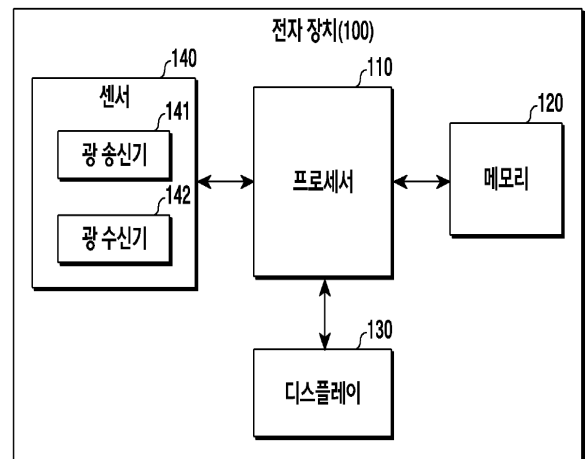 전자 장치(100)
140
센서
141
광 송신기
142
광 수신기
110
프로세서
120
메모리
130
디스플레이